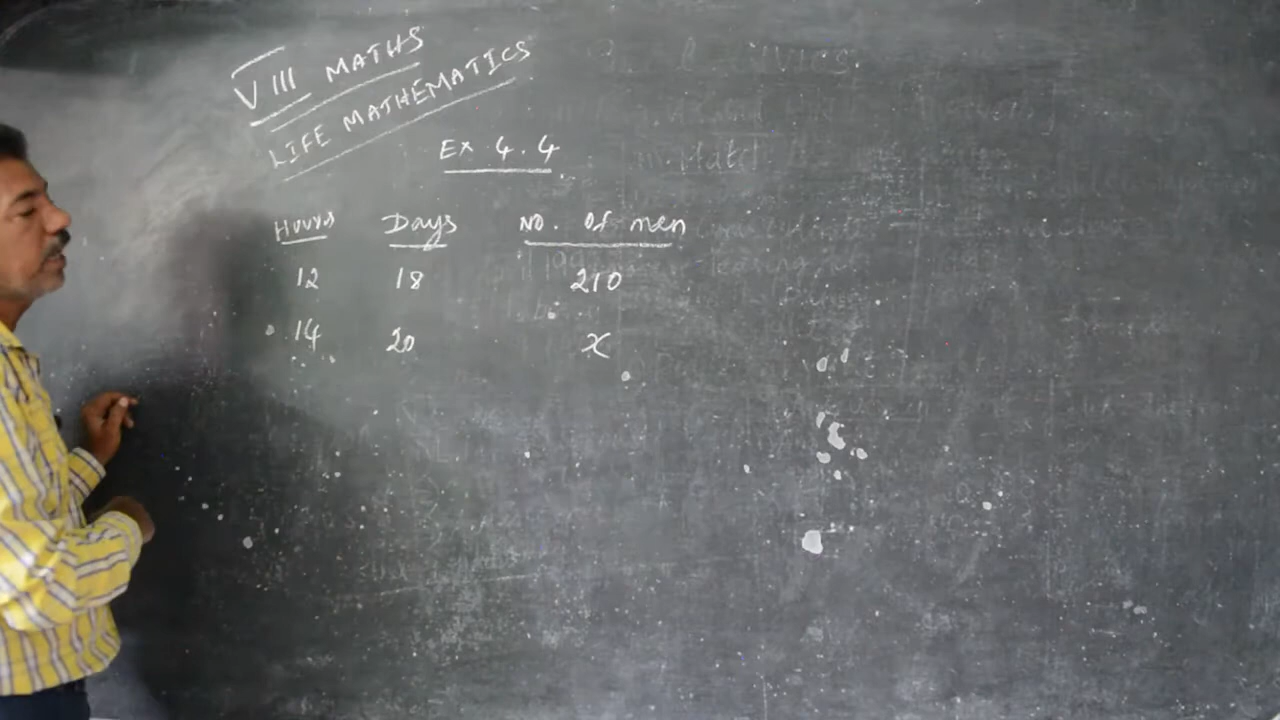 VIII MATHS
LIFE MATHEMATICS
Ex 4.4
Hours Days No. Of men
12 18 210
14 20 x